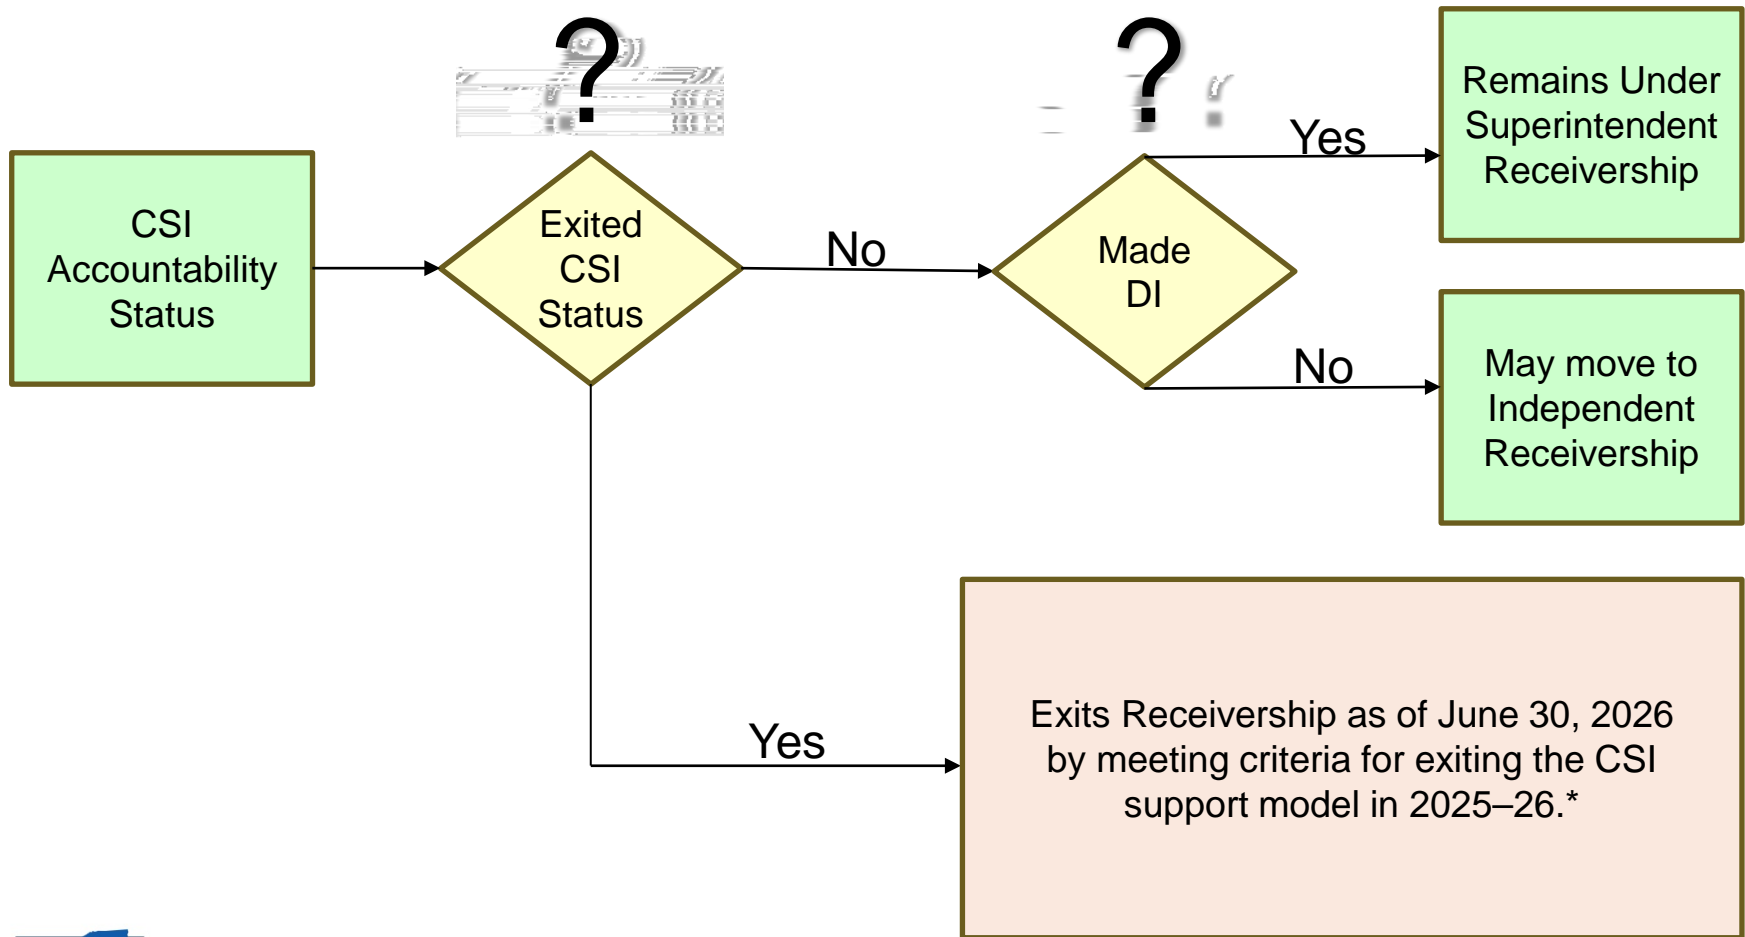 ?
?
CSI
Accountability
Status
Exited
CSI
Status
No
Made
DI
Yes
Remains Under
Superintendent
Receivership
No
May move to
Independent
Receivership
Yes
Exits Receivership as of June 30, 2026
by meeting criteria for exiting the CSI
support model in 2025–26.*